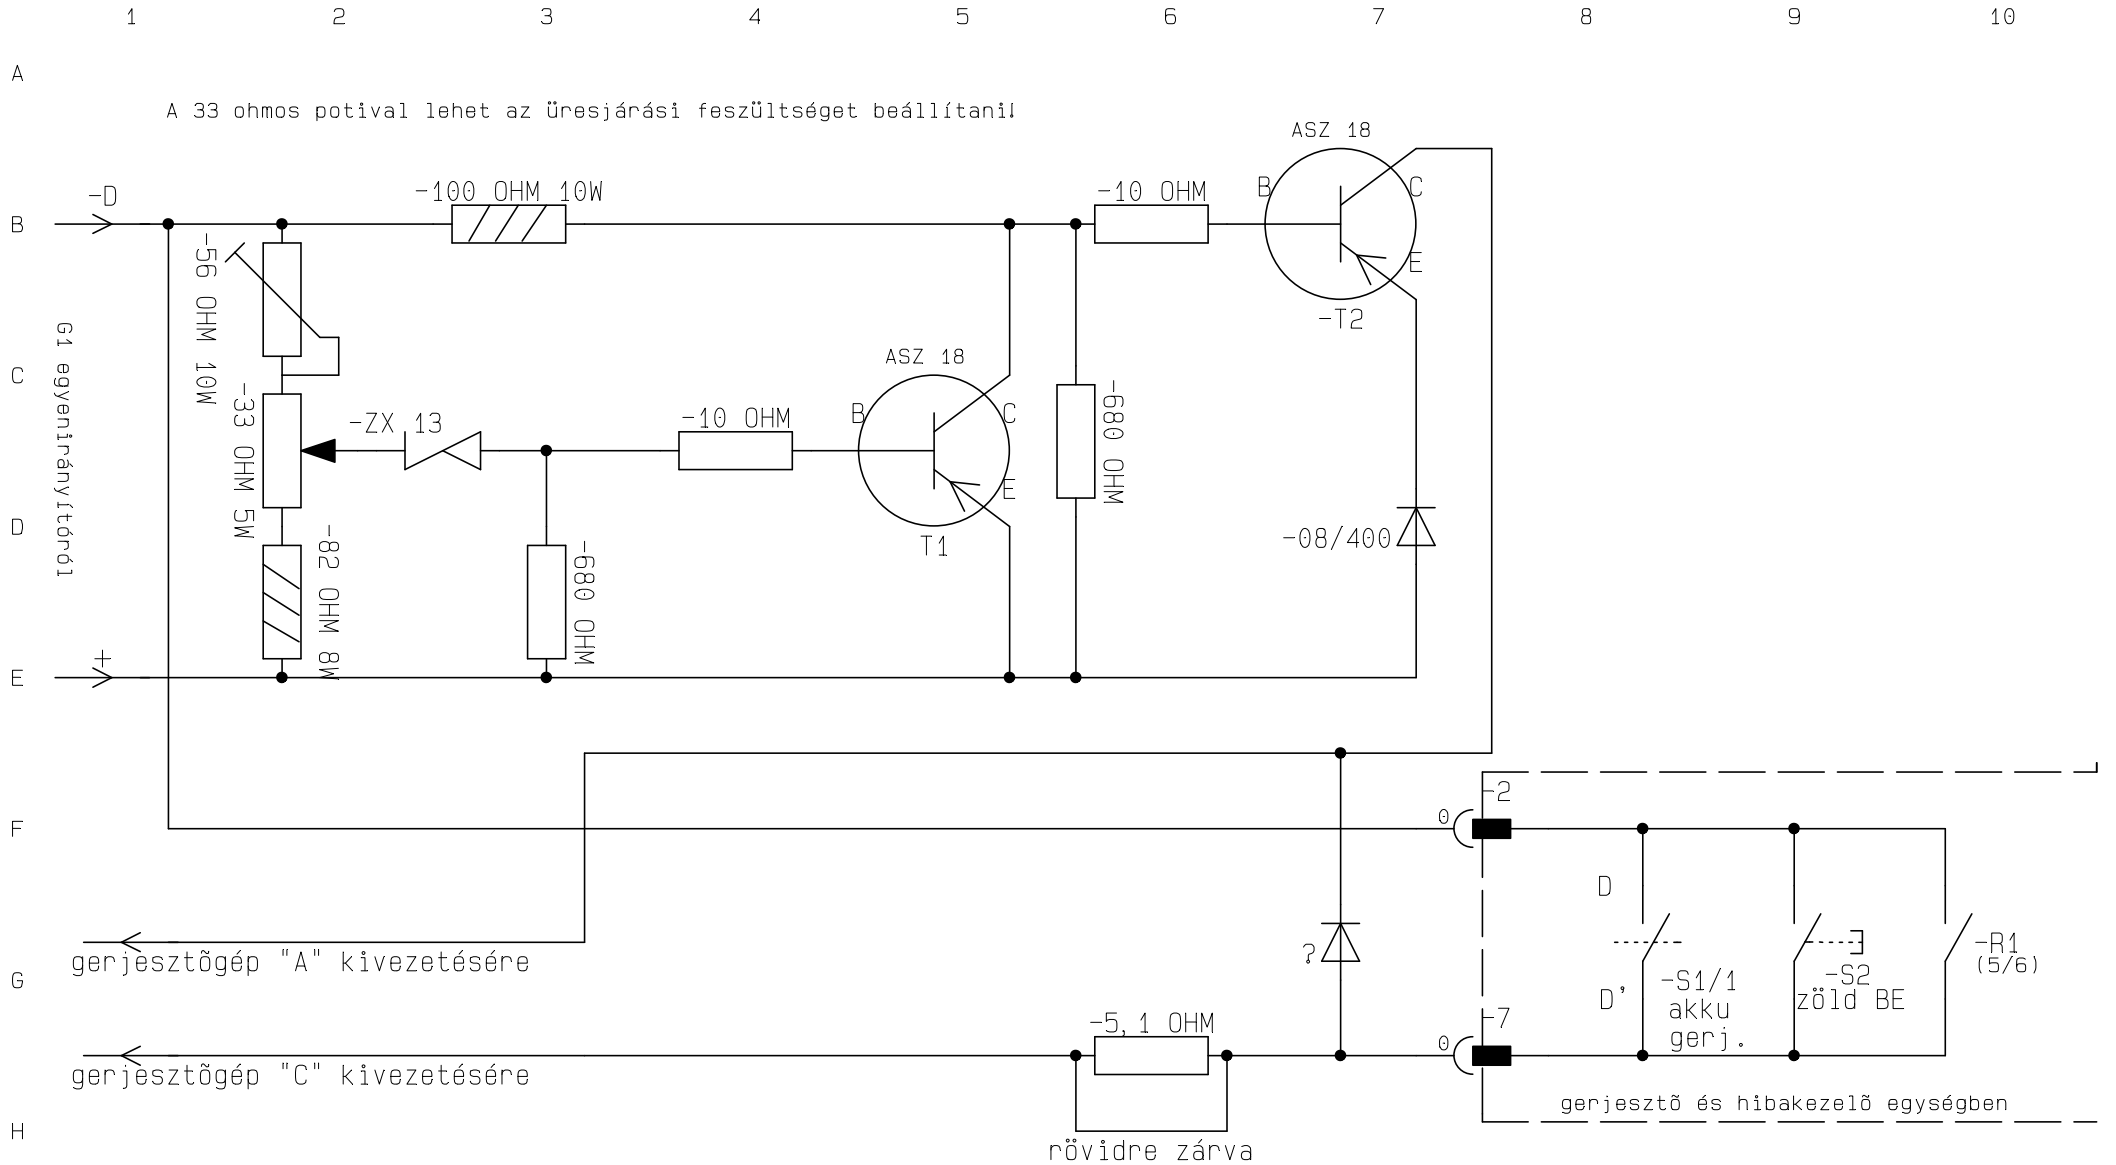 1 2 3 4 5 6 7 8 9 10
A
A 33 ohmos potival lehet az üresjárási feszültséget beállítani!
ASZ 18
-D
-100 OHM 10W
-10 OHM
B
C
B
-56 OHM 10W
E
-T2
G1 egyenirányítóról
ASZ 18
C
-33 OHM 5W
-ZX 13
-10 OHM
B
C
-680 OHM
E
D
-82 OHM 8W
-680 OHM
T1
-08/400
+
E
-2
0
F
D
gerjesztõgép "A" kivezetésére
?
G
-R1
(5/6)
-S1/1
akku
gerj.
-S2
zöld BE
D'
-5,1 OHM
-7
0
gerjesztõgép "C" kivezetésére
gerjesztõ és hibakezelõ egységben
H
rövidre zárva